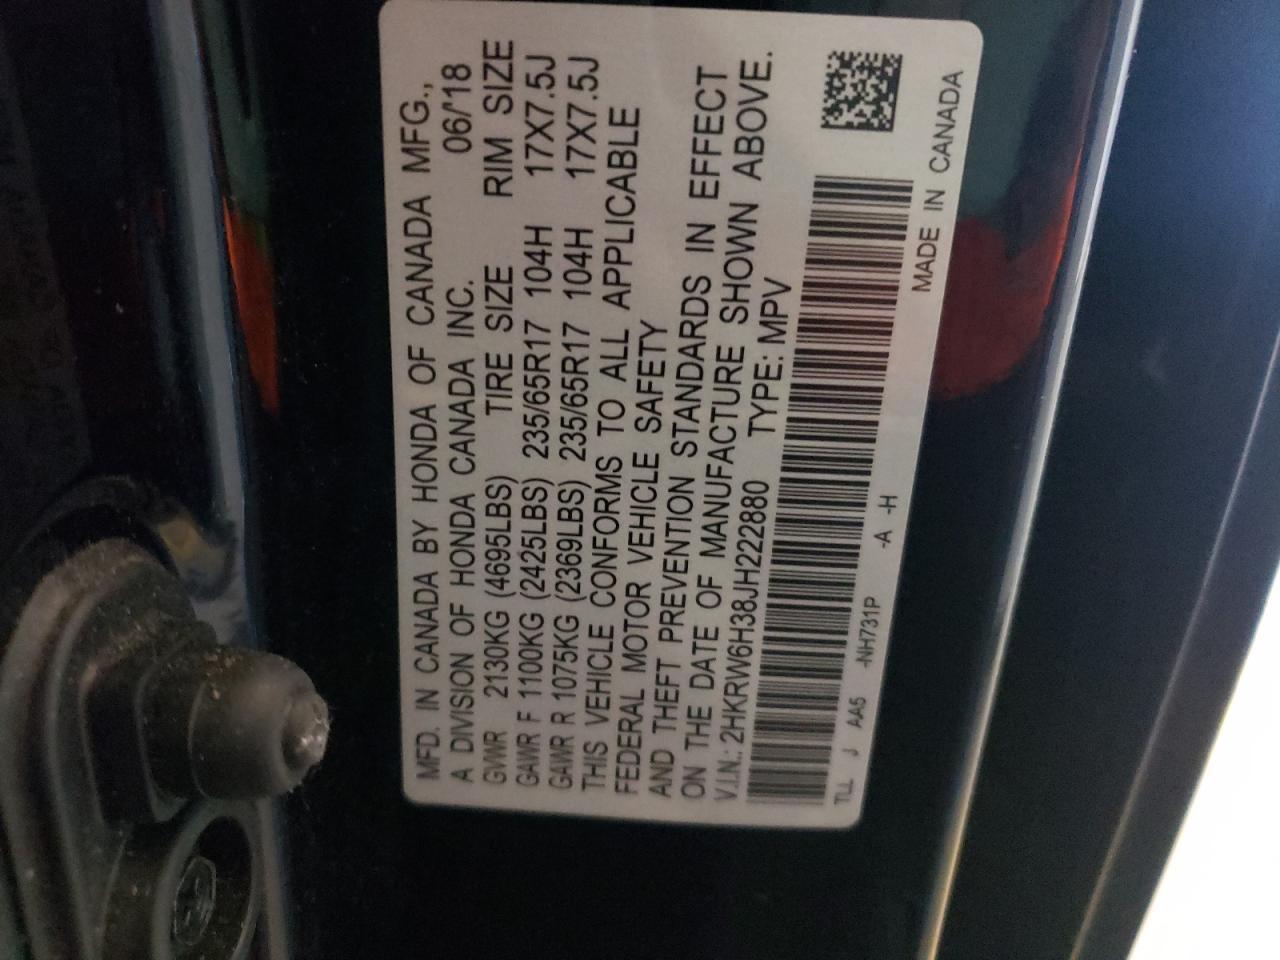 MFD. IN CANADA BY HONDA OF CANADA MFG.,
A DIVISION OF HONDA CANADA INC. 06/'18
GVWR 2130KG (4695LBS) TIRE SIZE RIM SIZE
GAWR F 1100KG (2425LBS) 235/65R17 104H 17X7.5J
GAWR R 1075KG (2369LBS) 235/65R17 104H 17X7.5J
THIS VEHICLE CONFORMS TO ALL APPLICABLE
FEDERAL MOTOR VEHICLE SAFETY
AND THEFT PREVENTION STANDARDS IN EFFECT
ON THE DATE OF MANUFACTURE SHOWN ABOVE.
V.I.N.: 2HKRW6H38JH222880 TYPE: MPV
TLL J AA5 -NH731P -A -H MADE IN CANADA